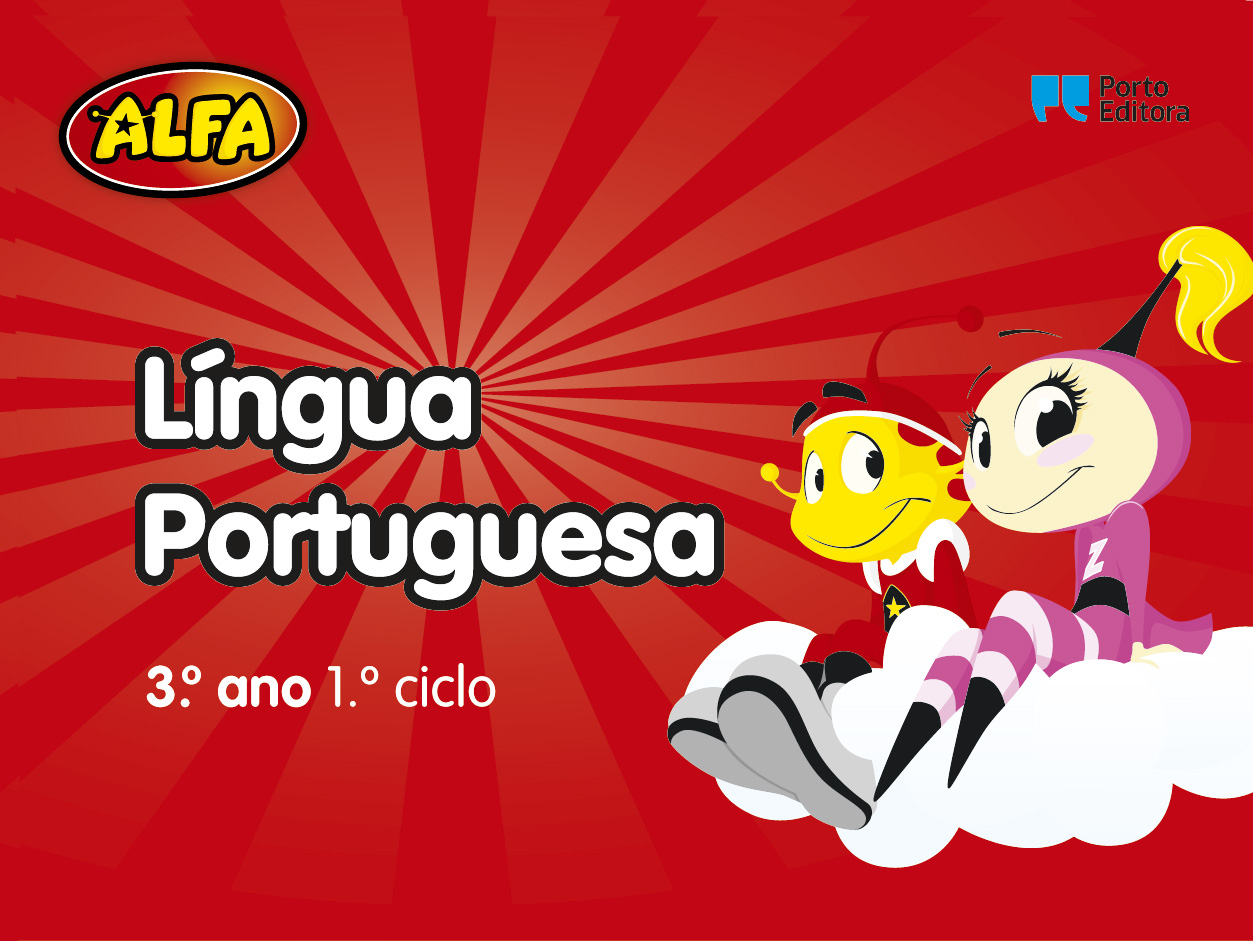 ALFA
Porto
Editora
Língua
Portuguesa
3.º ano 1.º ciclo
Z